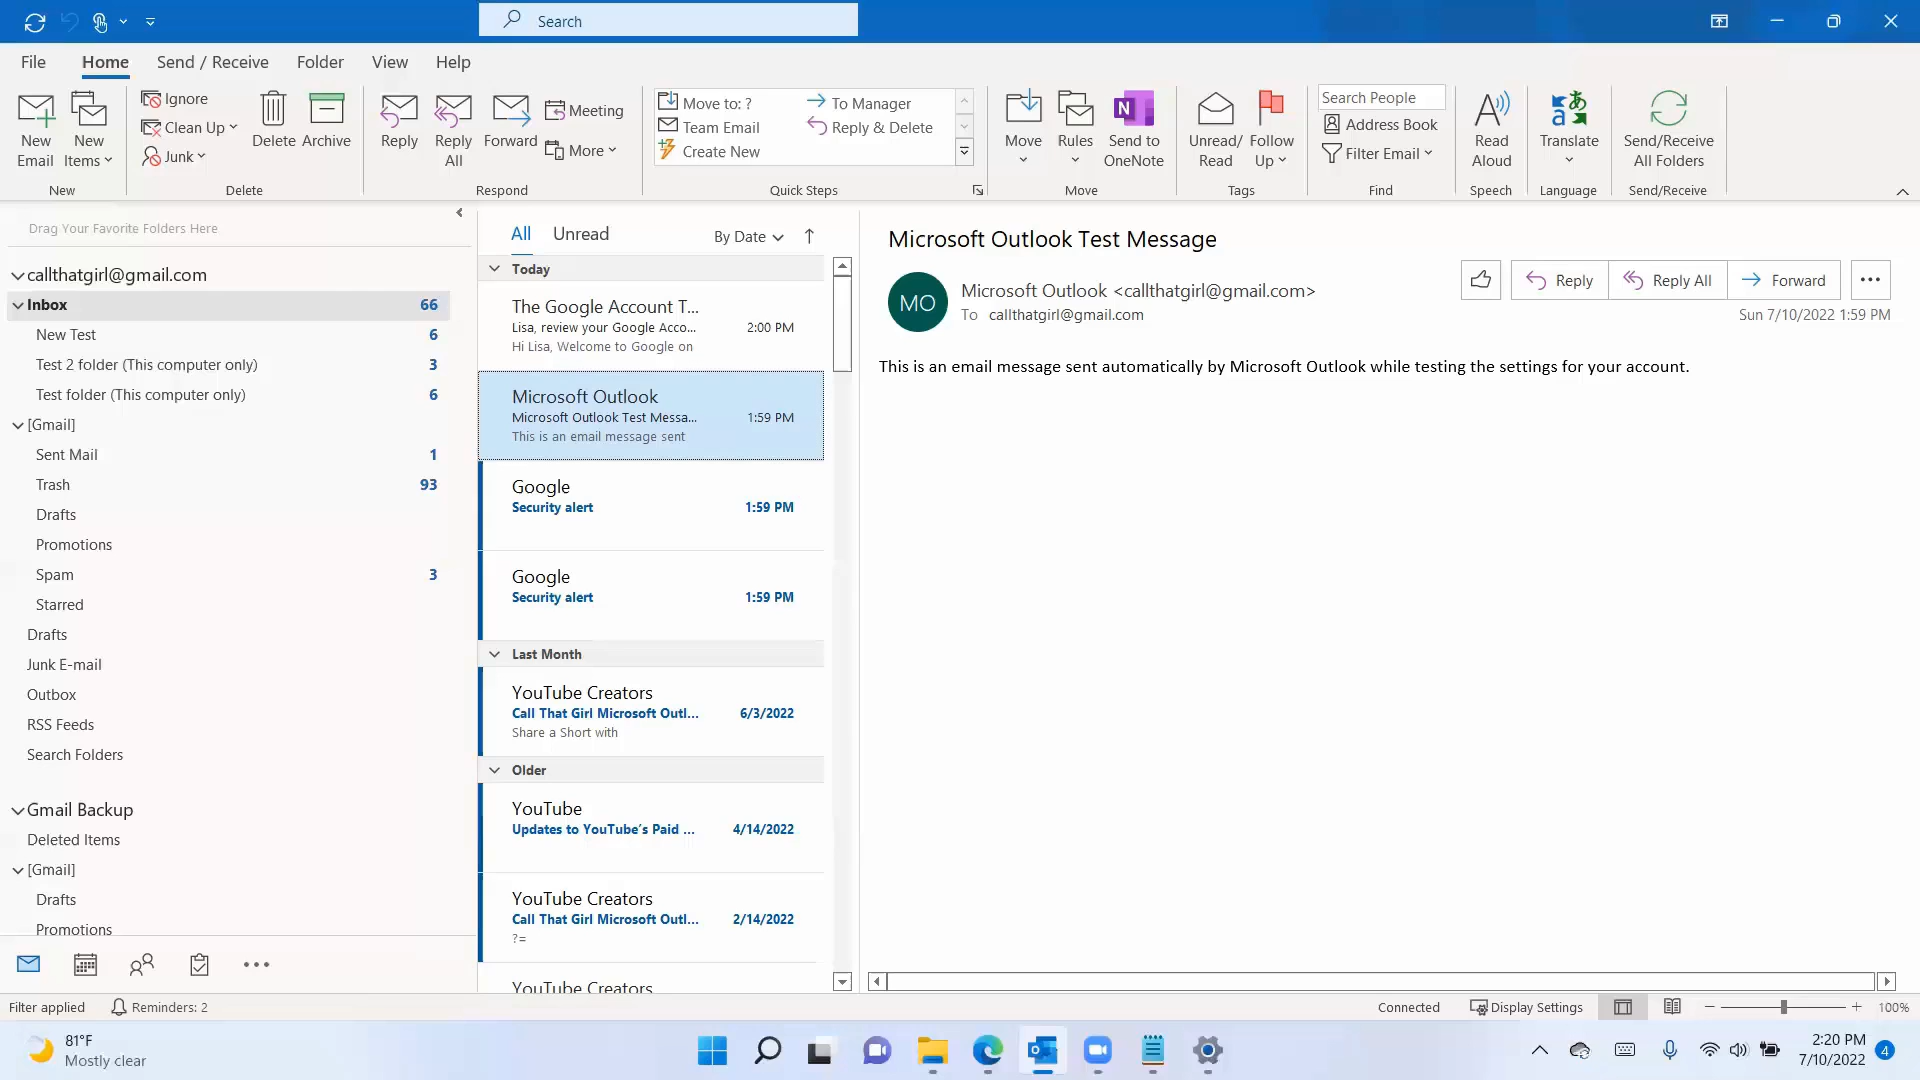 Search
File
Home
Send / Receive
Folder
View
Help
New
Email
New
Items
Ignore
Clean Up
Junk
Delete
Archive
Reply
Reply
All
Forward
Meeting
More
Move to: ?
Team Email
Create New
To Manager
Reply & Delete
Move
Rules
Send to
OneNote
Unread/
Read
Follow
Up
Search People
Address Book
Filter Email
Read
Aloud
Translate
Send/Receive
All Folders
New
Delete
Respond
Quick Steps
Move
Tags
Find
Speech
Language
Send/Receive
Drag Your Favorite Folders Here
callthatgirl@gmail.com
Inbox 66
New Test 6
Test 2 folder (This computer only) 3
Test folder (This computer only) 6
[Gmail]
Sent Mail 1
Trash 93
Drafts
Promotions
Spam 3
Starred
Drafts
Junk E-mail
Outbox
RSS Feeds
Search Folders
Gmail Backup
Deleted Items
[Gmail]
Drafts
Promotions
All Unread By Date
Today
The Google Account T...
Lisa, review your Google Acco... 2:00 PM
Hi Lisa, Welcome to Google on
Microsoft Outlook
Microsoft Outlook Test Messa... 1:59 PM
This is an email message sent
Google
Security alert 1:59 PM
Google
Security alert 1:59 PM
Last Month
YouTube Creators
Call That Girl Microsoft Outl... 6/3/2022
Share a Short with
Older
YouTube
Updates to YouTube's Paid ... 4/14/2022
YouTube Creators
Call That Girl Microsoft Outl... 2/14/2022
?=
YouTube Creators
Microsoft Outlook Test Message
MO
Microsoft Outlook <callthatgirl@gmail.com>
To callthatgirl@gmail.com
Reply
Reply All
Forward
Sun 7/10/2022 1:59 PM
This is an email message sent automatically by Microsoft Outlook while testing the settings for your account.
Filter applied
Reminders: 2
Connected
Display Settings
100%
81°F
Mostly clear
2:20 PM
7/10/2022
4